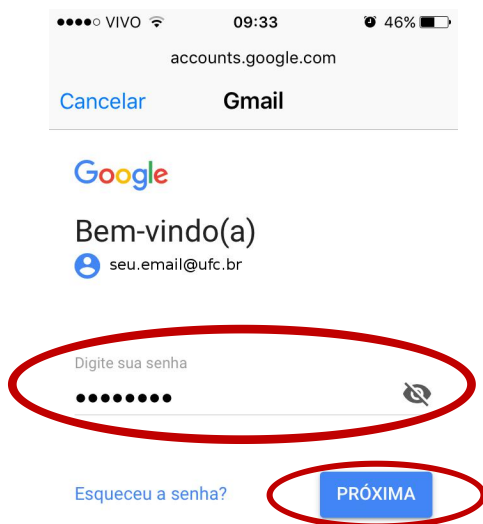 VIVO 09:33 46%
accounts.google.com
Cancelar Gmail
Google
Bem-vindo(a)
seu.email@ufc.br
Digite sua senha
••••••••
Esqueceu a senha? PRÓXIMA